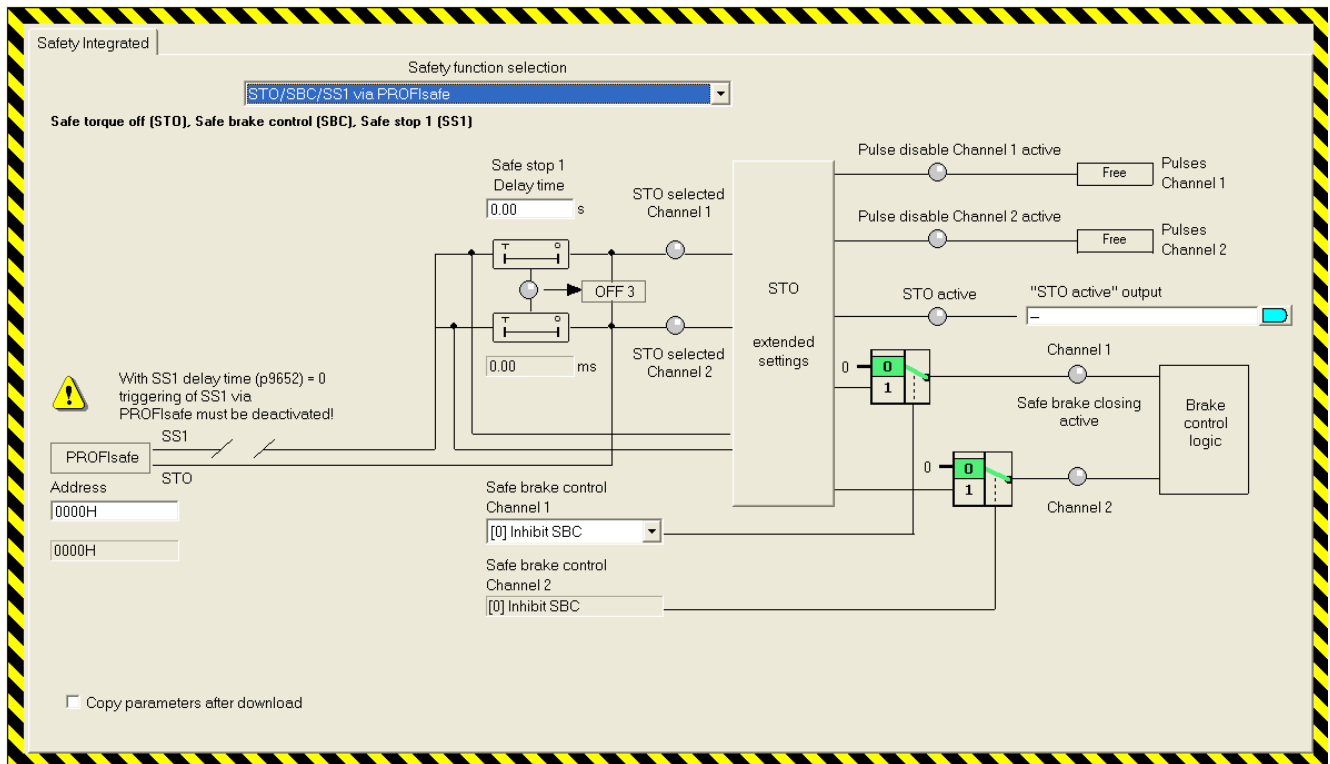 Safety Integrated
Safety function selection
STO/SBC/SS1 via PROFIsafe
Safe torque off (STO), Safe brake control (SBC), Safe stop 1 (SS1)
Safe stop 1
Delay time
0.00 s
STO selected
Channel 1
Pulse disable Channel 1 active
Free
Pulses
Channel 1
Pulse disable Channel 2 active
Free
Pulses
Channel 2
T 0
OFF 3
T 0
0.00 ms
STO selected
Channel 2
STO
extended
settings
STO active
"STO active" output
–
Channel 1
0
0
1
Safe brake closing
active
Brake
control
logic
0
0
1
Channel 2
With SS1 delay time (p9652) = 0
triggering of SS1 via
PROFIsafe must be deactivated!
SS1
PROFIsafe
STO
Address
0000H
0000H
Safe brake control
Channel 1
[0] Inhibit SBC
Safe brake control
Channel 2
[0] Inhibit SBC
Copy parameters after download